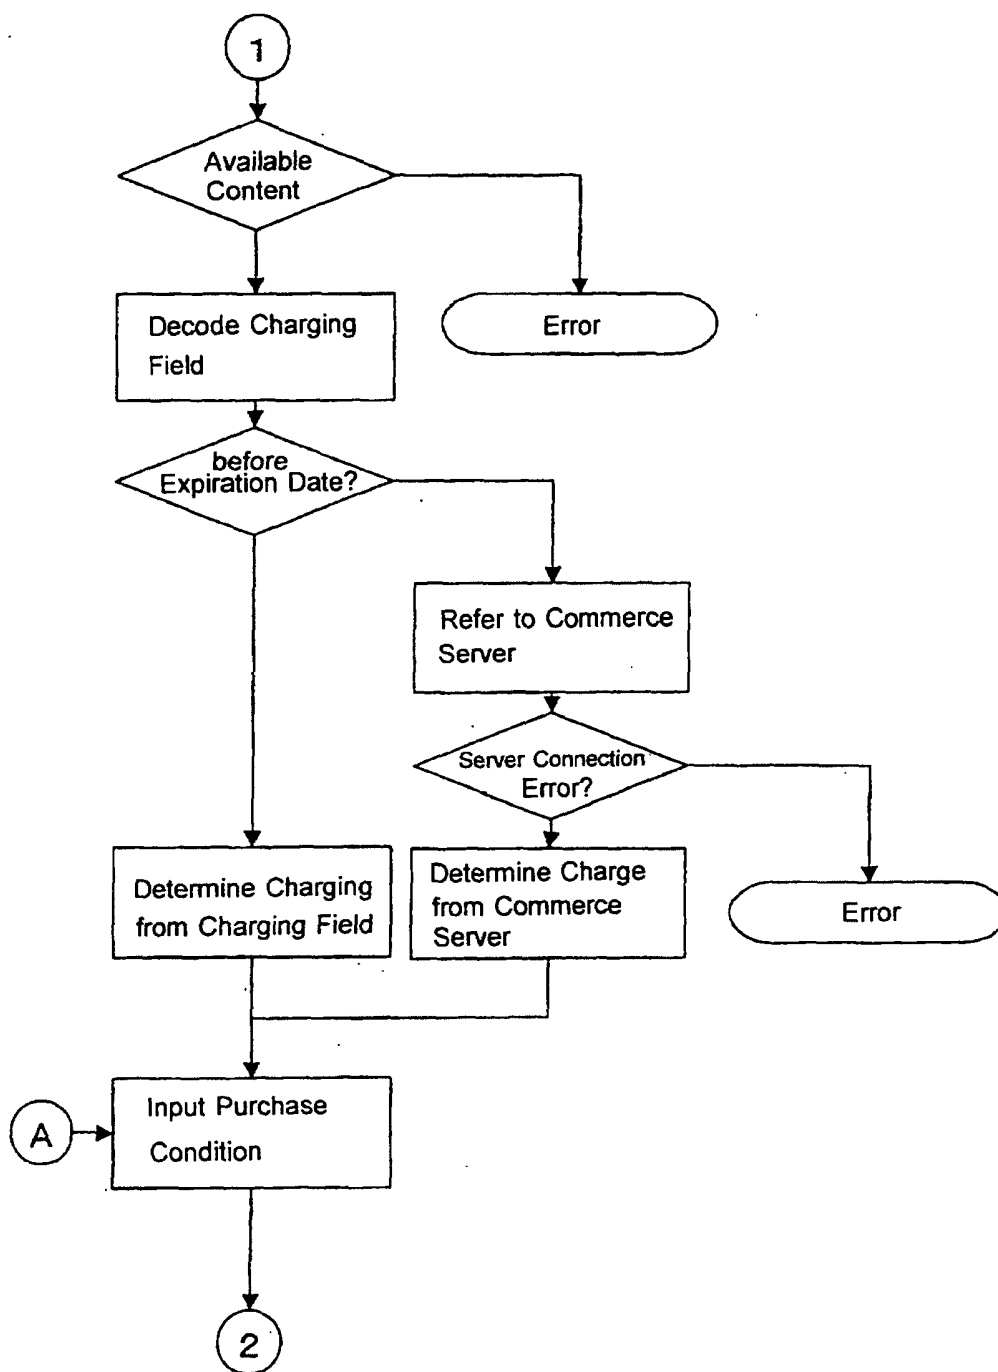 1
Available
Content
Decode Charging
Field
Error
before
Expiration Date?
Refer to Commerce
Server
Server Connection
Error?
Determine Charging
from Charging Field
Determine Charge
from Commerce
Server
Error
Input Purchase
Condition
A
2